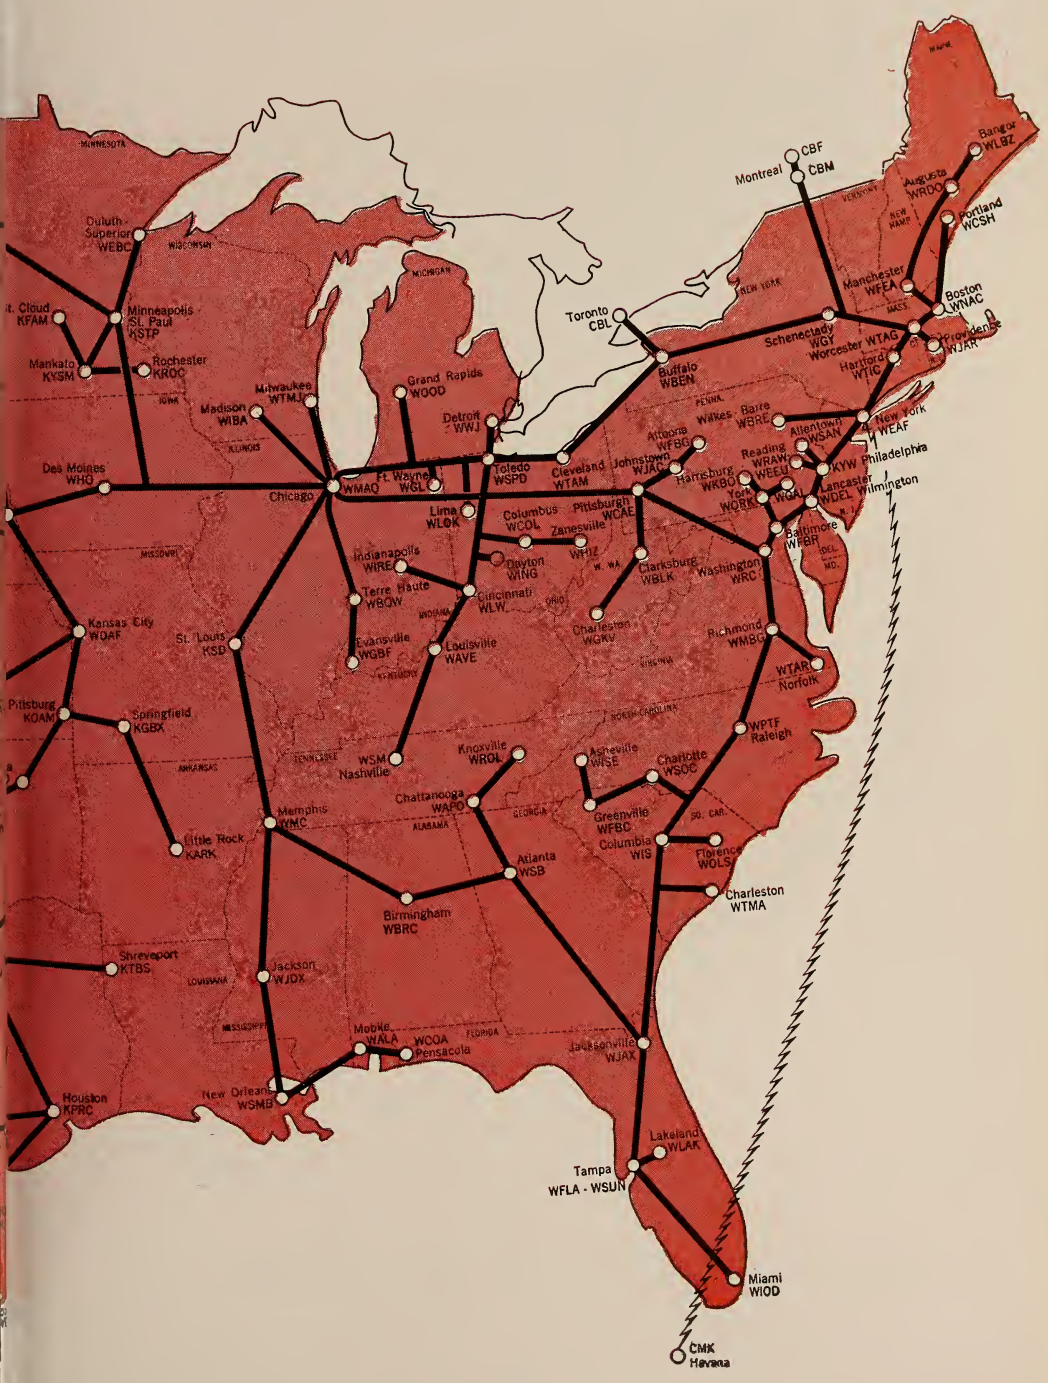 MAINE
MINNESOTA
Bangor
WLBZ
CBF
CBM
Montreal
Augusta
WRDO
VERMONT
NEW
HAMP.
Portland
WCSH
Duluth -
Superior
WEBC
WISCONSIN
MICHIGAN
NEW YORK
Manchester
WFEA
MASS.
Boston
WNAC
t. Cloud
KFAM
Minneapolis
St. Paul
KSTP
Toronto
CBL
Schenectady
WGY
Worcester WTAG
Providence
WJAR
Hartford
WTIC
Mankato
KYSM
Rochester
KROC
Buffalo
WBEN
Grand Rapids
WOOD
Milwaukee
WTMJ
IOWA
Madison
WIBA
PENNA.
Wilkes - Barre
WBRE
New York
WEAF
Detroit
WWJ
Allentown
WSAN
Altoona
WFBG
ILLINOIS
Reading
WRAW
WEEU
KYW Philadelphia
Des Moines
WHO
Chicago
WMAQ
Ft. Wayne
WGL
Toledo
WSPD
Cleveland
WTAM
Johnstown
WJAC
Harrisburg
WKBO
York
WORK
WGAL
Lancaster
WDEL Wilmington
N. J.
Lima
WLOK
Columbus
WCOL
Zanesville
WHIZ
Pittsburgh
WCAE
Baltimore
WFBR
DEL.
MD.
MISSOURI
Indianapolis
WIRE
Dayton
WING
W. VA.
Clarksburg
WBLK
Washington
WRC
Terre Haute
WBOW
INDIANA
Cincinnati
WLW
OHIO
Charleston
WGKV
Kansas City
WDAF
St. Louis
KSD
Evansville
WGBF
Louisville
WAVE
KENTUCKY
VIRGINIA
Richmond
WMBG
WTAR
Norfolk
Pittsburg
KOAM
Springfield
KGBX
NORTH CAROLINA
WPTF
Raleigh
a
ARKANSAS
TENNESSEE
WSM
Nashville
Knoxville
WROL
Asheville
WISE
Charlotte
WSOC
Chattanooga
WAPO
GEORGIA
Greenville
WFBC
SO. CAR.
Memphis
WMC
ALABAMA
Little Rock
KARK
Columbia
WIS
Florence
WOLS
Atlanta
WSB
Charleston
WTMA
Birmingham
WBRC
Shreveport
KTBS
LOUISIANA
Jackson
WJDX
MISSISSIPPI
Mobile
WALA
WCOA
Pensacola
FLORIDA
Jacksonville
WJAX
Houston
KPRC
New Orleans
WSMB
Lakeland
WLAK
Tampa
WFLA - WSUN
Miami
WIOD
CMK
Havana